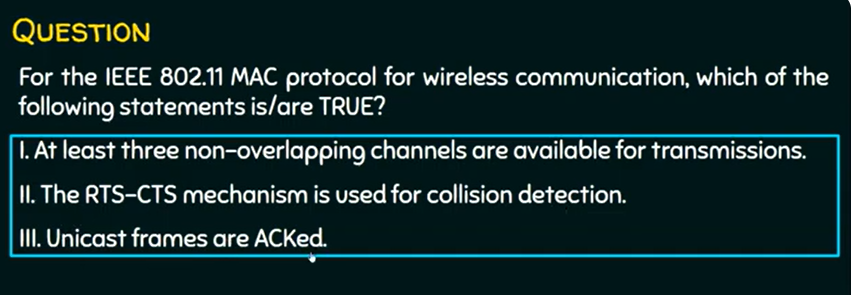 QUESTION
For the IEEE 802.11 MAC protocol for wireless communication, which of the
following statements is/are TRUE?
I. At least three non-overlapping channels are available for transmissions.
II. The RTS-CTS mechanism is used for collision detection.
III. Unicast frames are ACKed.